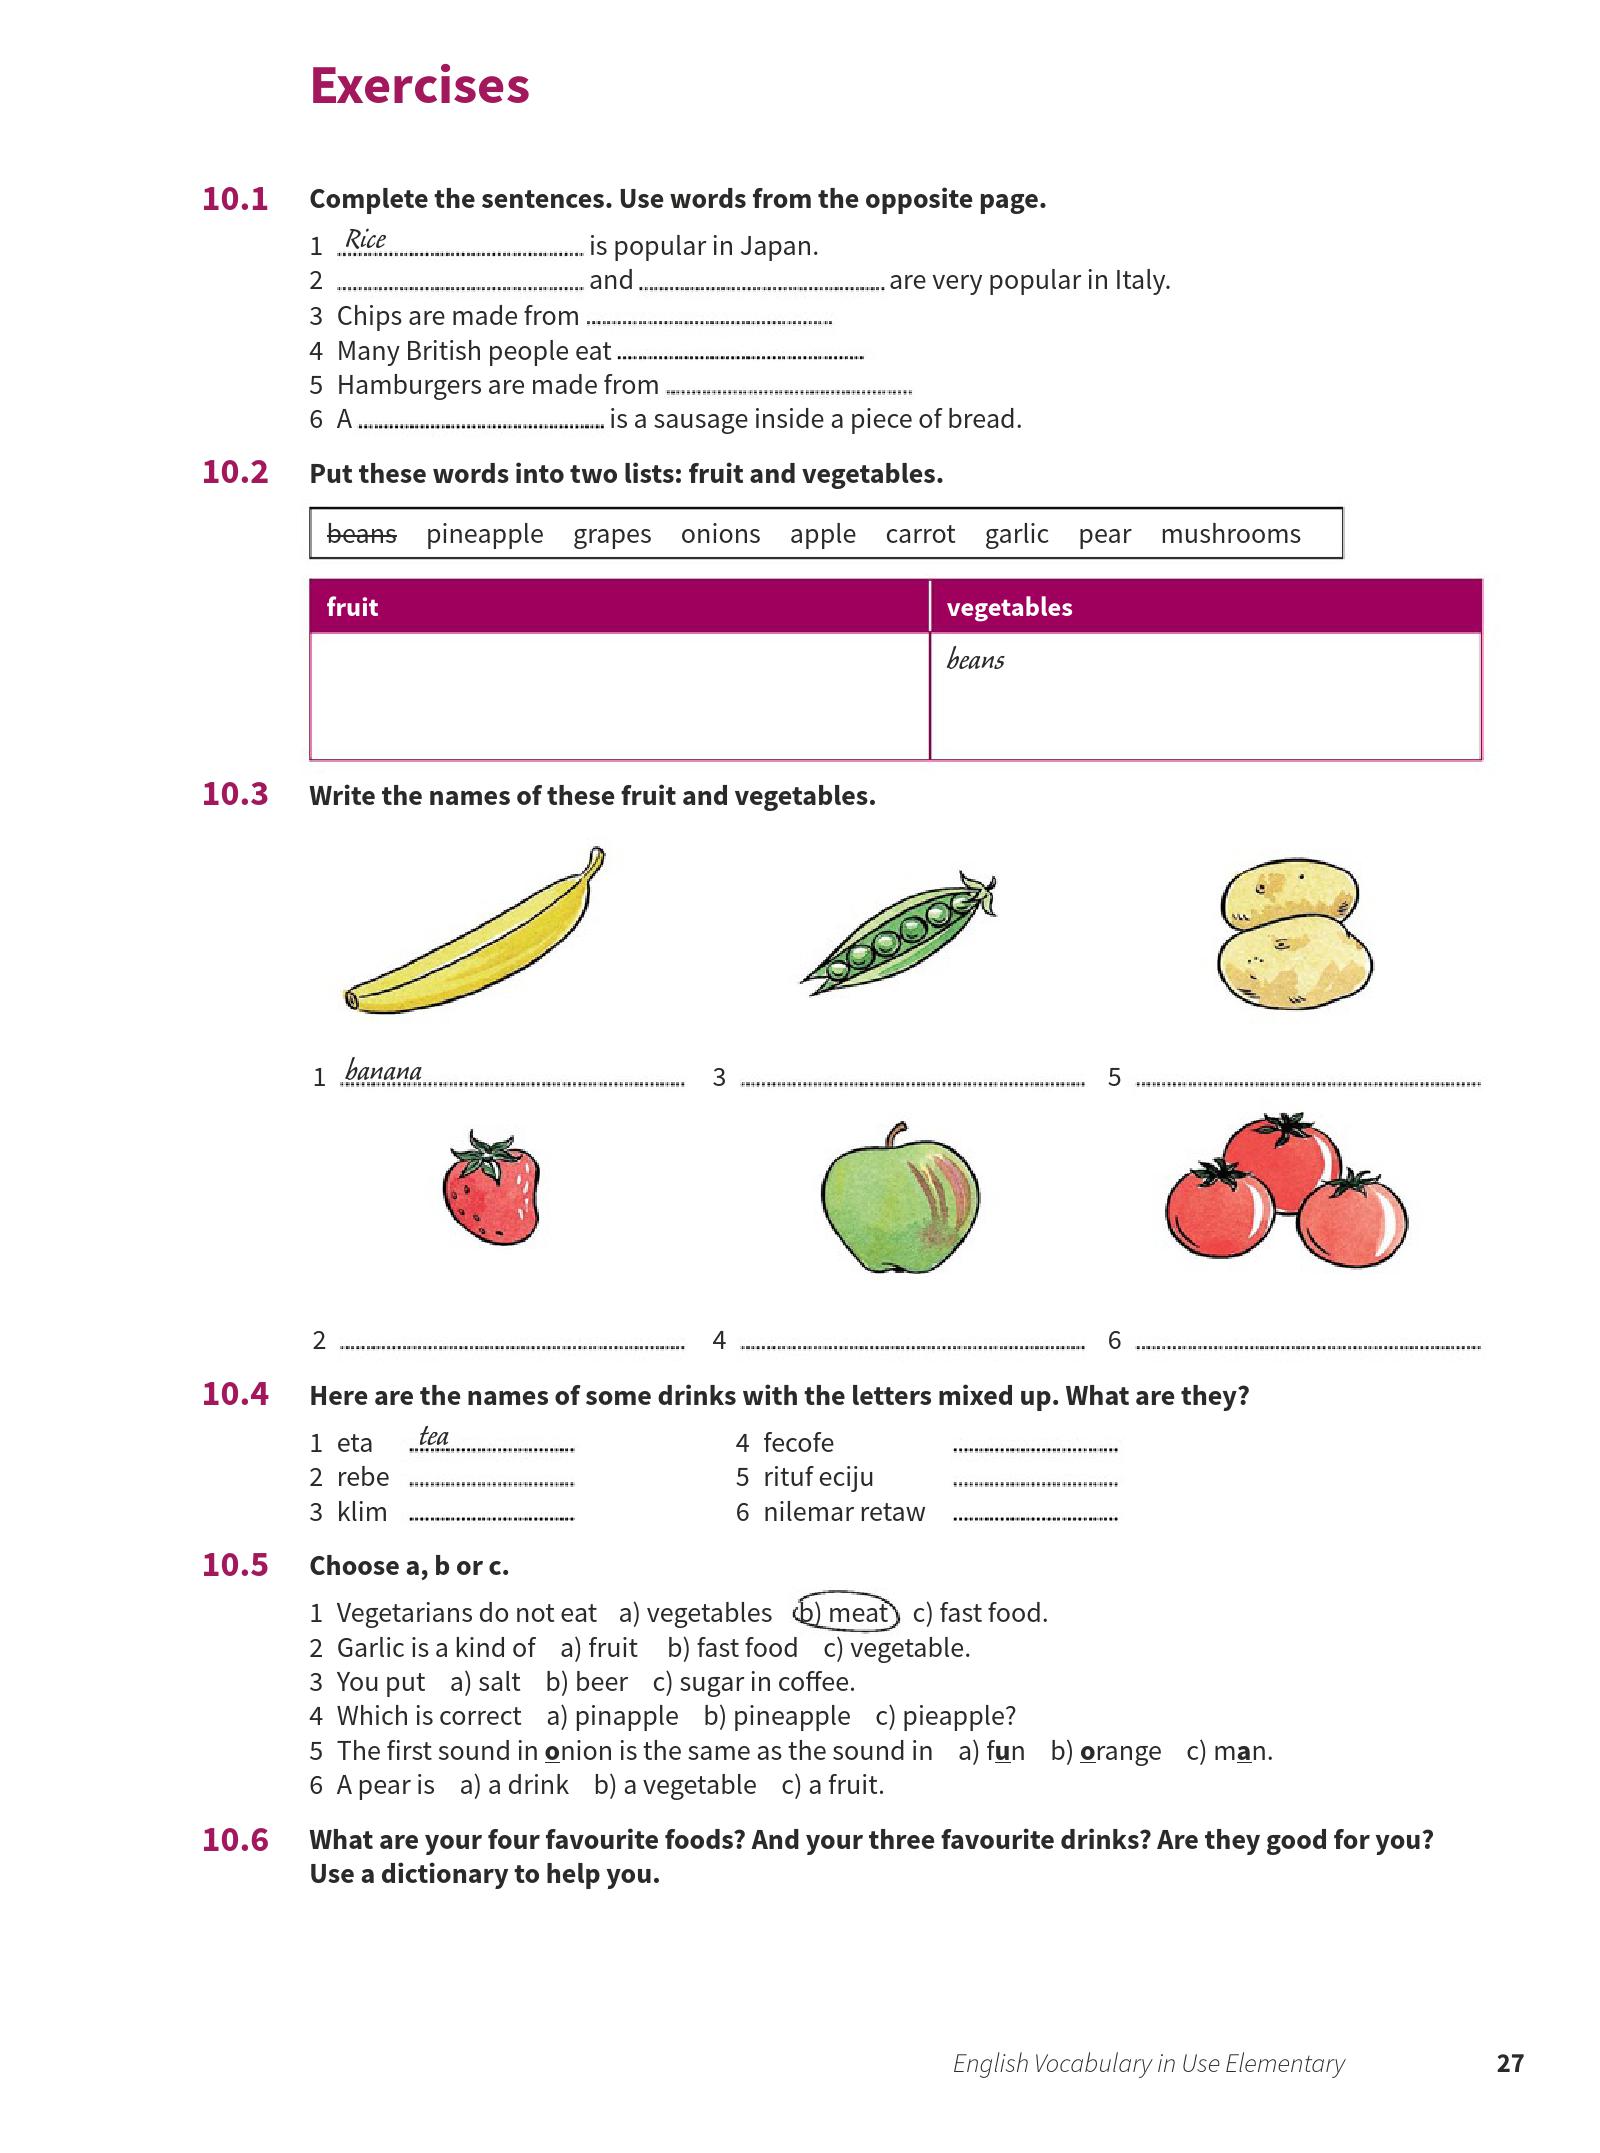 Exercises
10.1 Complete the sentences. Use words from the opposite page.
1 Rice is popular in Japan.
2 and are very popular in Italy.
3 Chips are made from
4 Many British people eat
5 Hamburgers are made from
6 A is a sausage inside a piece of bread.
10.2 Put these words into two lists: fruit and vegetables.
beans pineapple grapes onions apple carrot garlic pear mushrooms
fruit vegetables
beans
10.3 Write the names of these fruit and vegetables.
1 banana 3 5
2 4 6
10.4 Here are the names of some drinks with the letters mixed up. What are they?
1 eta tea 4 fecofe
2 rebe 5 rituf eciju
3 klim 6 nilemar retaw
10.5 Choose a, b or c.
1 Vegetarians do not eat a) vegetables b) meat c) fast food.
2 Garlic is a kind of a) fruit b) fast food c) vegetable.
3 You put a) salt b) beer c) sugar in coffee.
4 Which is correct a) pinapple b) pineapple c) pieapple?
5 The first sound in onion is the same as the sound in a) fun b) orange c) man.
6 A pear is a) a drink b) a vegetable c) a fruit.
10.6 What are your four favourite foods? And your three favourite drinks? Are they good for you?
Use a dictionary to help you.
English Vocabulary in Use Elementary 27